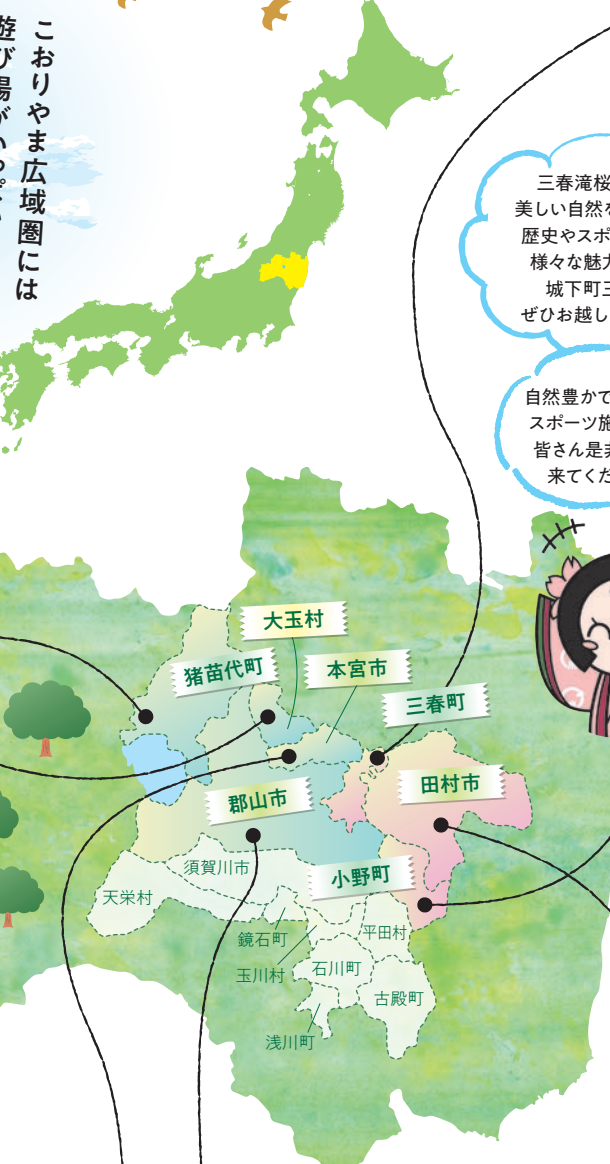 こおりやま広域圏には
遊び場がいっぱい
三春滝桜
美しい自然を
歴史やスポ
様々な魅力
城下町三
ぜひお越し
自然豊かで
スポーツ施
皆さん是非
来てくだ
大玉村
猪苗代町
本宮市
三春町
田村市
郡山市
小野町
須賀川市
天栄村
鏡石町
平田村
玉川村
石川町
古殿町
浅川町